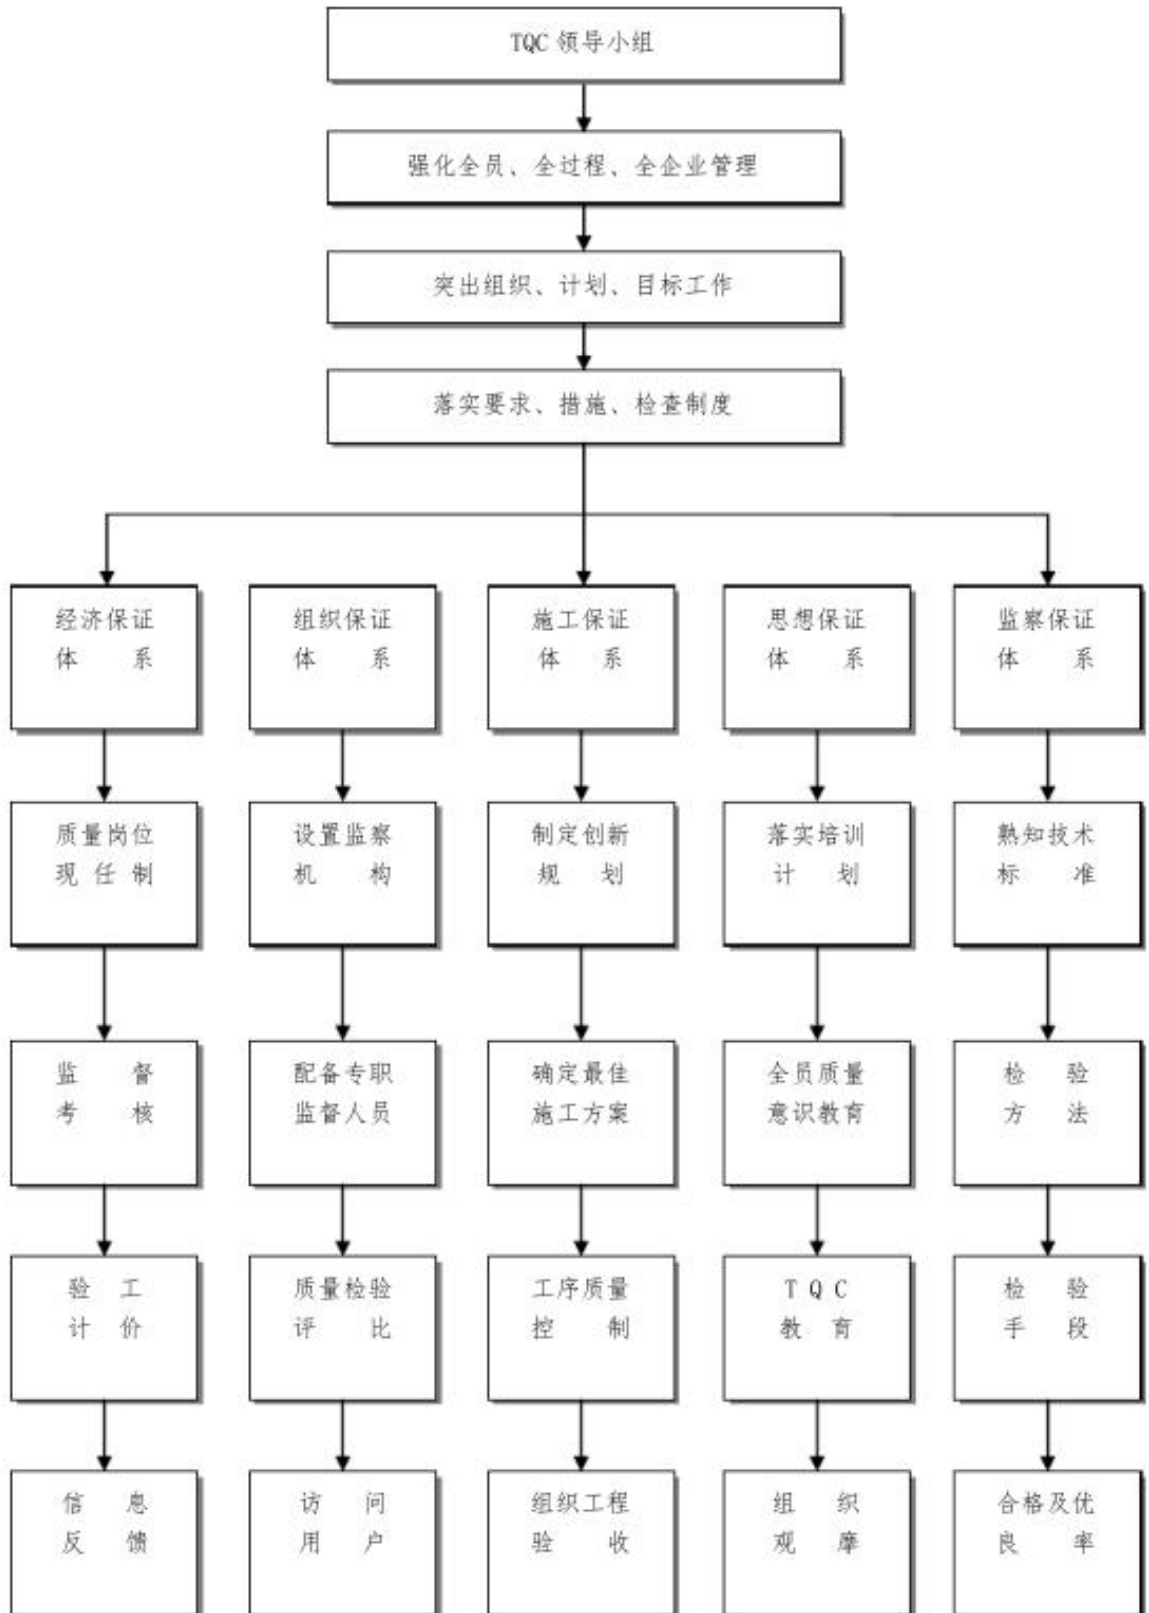 TQC 领导小组
强化全员、全过程、全企业管理
突出组织、计划、目标工作
落实要求、措施、检查制度
经济保证
体 系
组织保证
体 系
施工保证
体 系
思想保证
体 系
监察保证
体 系
质量岗位
现 任 制
设置监察
机 构
制定创新
规 划
落实培训
计 划
熟知技术
标 准
监 督
考 核
配备专职
监督人员
确定最佳
施工方案
全员质量
意识教育
检 验
方 法
验 工
计 价
质量检验
评 比
工序质量
控 制
T Q C
教 育
检 验
手 段
信 息
反 馈
访 问
用 户
组织工程
验 收
组 织
观 摩
合格及优
良 率